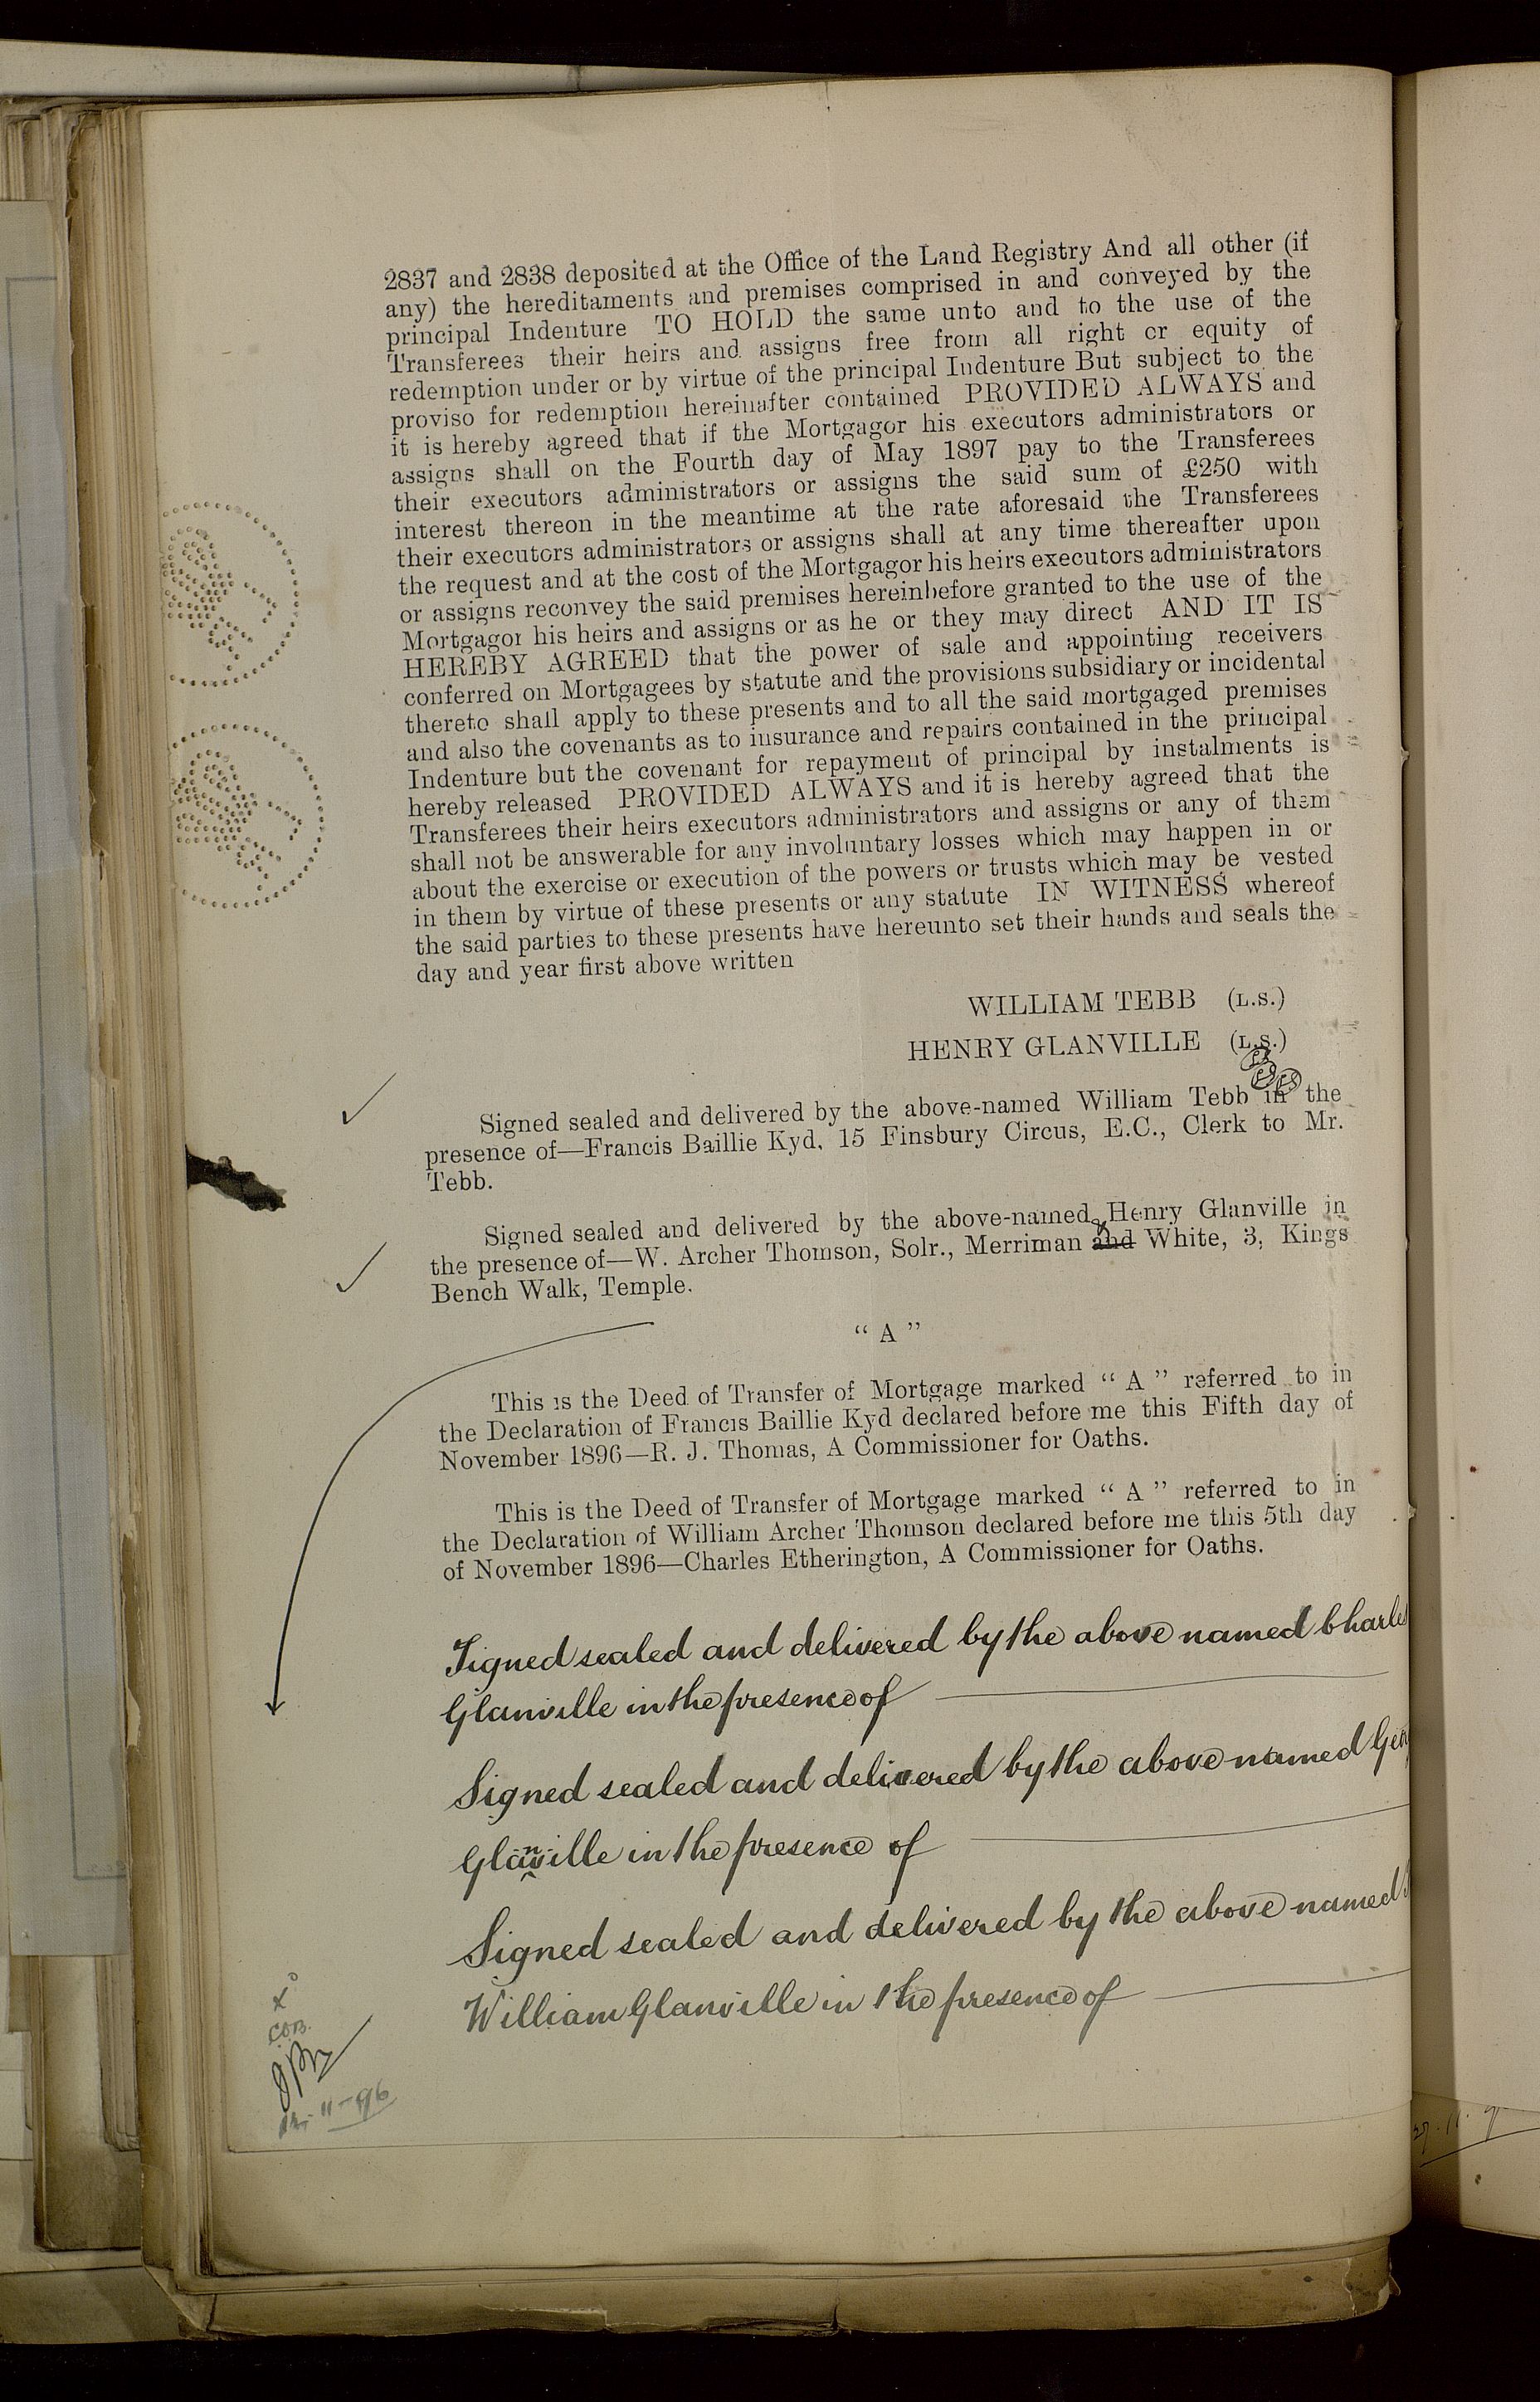 2837 and 2838 deposited at the Office of the Land Registry And all other (if
any) the hereditaments and premises comprised in and conveyed by the
principal Indenture TO HOLD the same unto and to the use of the
Transferees their heirs and assigns free from all right or equity of
redemption under or by virtue of the principal Indenture But subject to the
proviso for redemption hereinafter contained PROVIDED ALWAYS and
it is hereby agreed that if the Mortgagor his executors administrators or
assigns shall on the Fourth day of May 1897 pay to the Transferees
their executors administrators or assigns the said sum of £250 with
interest thereon in the meantime at the rate aforesaid the Transferees
their executors administrators or assigns shall at any time thereafter upon
the request and at the cost of the Mortgagor his heirs executors administrators
or assigns reconvey the said premises hereinbefore granted to the use of the
Mortgagor his heirs and assigns or as he or they may direct AND IT IS
HEREBY AGREED that the power of sale and appointing receivers
conferred on Mortgagees by statute and the provisions subsidiary or incidental
thereto shall apply to these presents and to all the said mortgaged premises
and also the covenants as to insurance and repairs contained in the principal
Indenture but the covenant for repayment of principal by instalments is
hereby released PROVIDED ALWAYS and it is hereby agreed that the
Transferees their heirs executors administrators and assigns or any of them
shall not be answerable for any involuntary losses which may happen in or
about the exercise or execution of the powers or trusts which may be vested
in them by virtue of these presents or any statute IN WITNESS whereof
the said parties to these presents have hereunto set their hands and seals the
day and year first above written
WILLIAM TEBB (L.S.)
HENRY GLANVILLE (L.S.)
Signed sealed and delivered by the above-named William Tebb in the
presence of—Francis Baillie Kyd, 15 Finsbury Circus, E.C., Clerk to Mr.
Tebb.
Signed sealed and delivered by the above-named Henry Glanville in
the presence of—W. Archer Thomson, Solr., Merriman and White, 3, Kings
Bench Walk, Temple.
“ A ”
This is the Deed of Transfer of Mortgage marked “ A ” referred to in
the Declaration of Francis Baillie Kyd declared before me this Fifth day of
November 1896—R. J. Thomas, A Commissioner for Oaths.
This is the Deed of Transfer of Mortgage marked “ A ” referred to in
the Declaration of William Archer Thomson declared before me this 5th day
of November 1896—Charles Etherington, A Commissioner for Oaths.
Signed sealed and delivered by the above named Charles
Glanville in the presence of
Signed sealed and delivered by the above named Geo
Glanville in the presence of
Signed sealed and delivered by the above named
William Glanville in the presence of
11-96